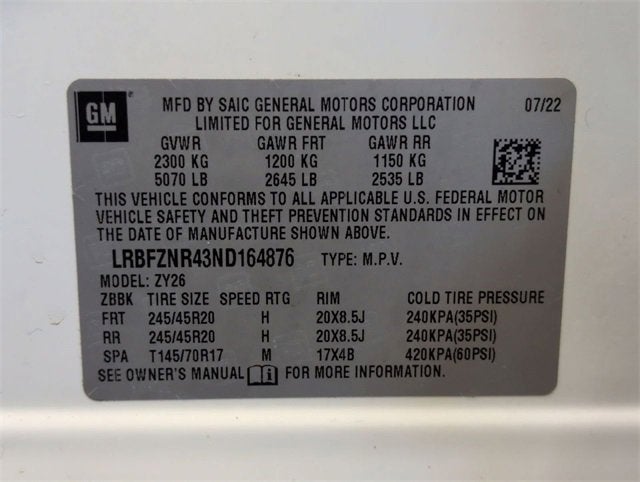 GM
MFD BY SAIC GENERAL MOTORS CORPORATION 07/22
LIMITED FOR GENERAL MOTORS LLC
GVWR GAWR FRT GAWR RR
2300 KG 1200 KG 1150 KG
5070 LB 2645 LB 2535 LB
THIS VEHICLE CONFORMS TO ALL APPLICABLE U.S. FEDERAL MOTOR
VEHICLE SAFETY AND THEFT PREVENTION STANDARDS IN EFFECT ON
THE DATE OF MANUFACTURE SHOWN ABOVE.
LRBFZNR43ND164876 TYPE: M.P.V.
MODEL: ZY26
ZBBK TIRE SIZE SPEED RTG RIM COLD TIRE PRESSURE
FRT 245/45R20 H 20X8.5J 240KPA(35PSI)
RR 245/45R20 H 20X8.5J 240KPA(35PSI)
SPA T145/70R17 M 17X4B 420KPA(60PSI)
SEE OWNER'S MANUAL FOR MORE INFORMATION.